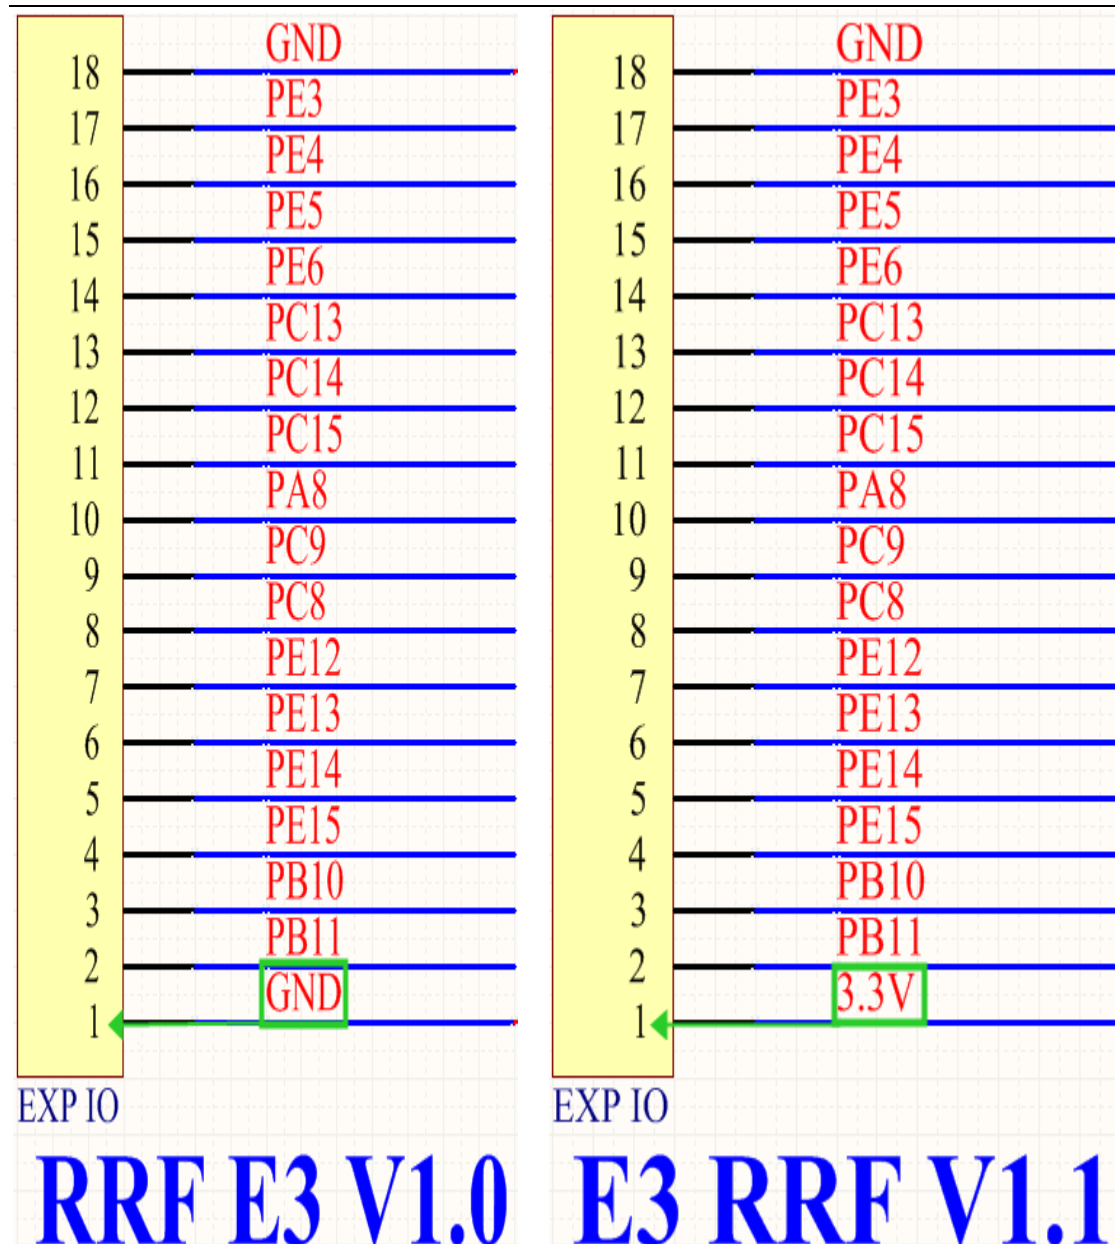 GND
18
PE3
17
PE4
16
PE5
15
PE6
14
PC13
13
PC14
12
PC15
11
PA8
10
PC9
9
PC8
8
PE12
7
PE13
6
PE14
5
PE15
4
PB10
3
PB11
2
GND
1
EXP IO
RRF E3 V1.0
GND
18
PE3
17
PE4
16
PE5
15
PE6
14
PC13
13
PC14
12
PC15
11
PA8
10
PC9
9
PC8
8
PE12
7
PE13
6
PE14
5
PE15
4
PB10
3
PB11
2
3.3V
1
EXP IO
E3 RRF V1.1